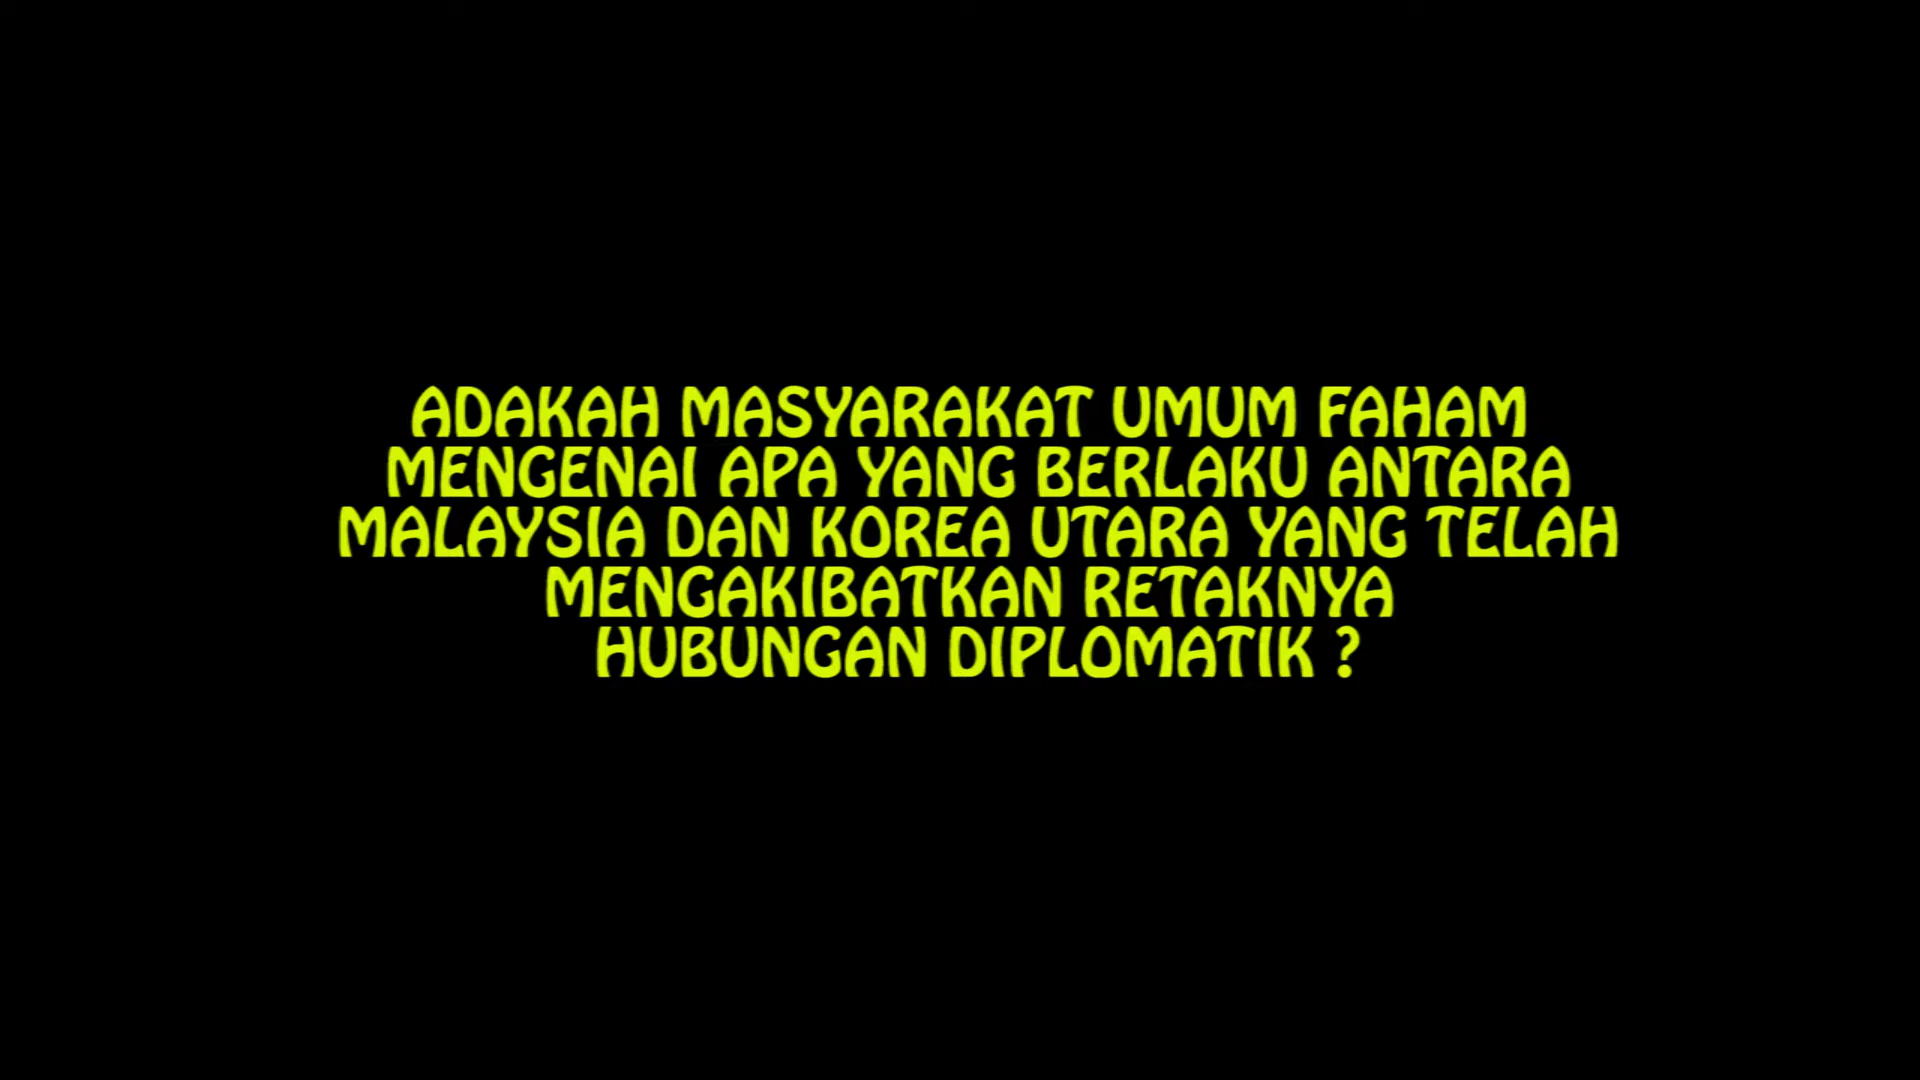 ADAKAH MASYARAKAT UMUM FAHAM
MENGENAI APA YANG BERLAKU ANTARA
MALAYSIA DAN KOREA UTARA YANG TELAH
MENGAKIBATKAN RETAKNYA
HUBUNGAN DIPLOMATIK ?